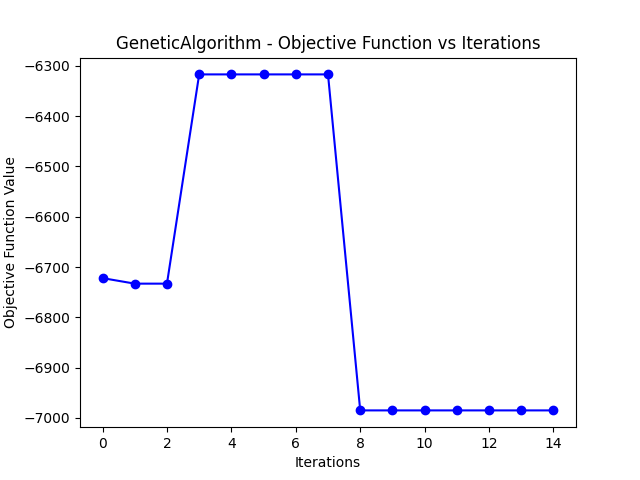 GeneticAlgorithm - Objective Function vs Iterations
Objective Function Value
−6300
−6400
−6500
−6600
−6700
−6800
−6900
−7000
0 2 4 6 8 10 12 14
Iterations